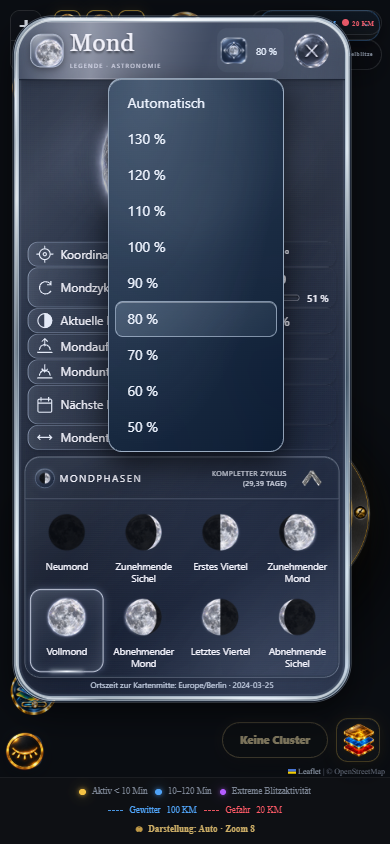 20 KM
Mond
LEGENDE · ASTRONOMIE
80 %
Automatisch
130 %
120 %
110 %
100 %
90 %
80 %
70 %
60 %
50 %
Koordina
Mondzyk
51 %
Aktuelle
Mondauf
Mondunt
Nächste
Mondent
MONDPHASEN
KOMPLETTER ZYKLUS
(29,39 TAGE)
Neumond
Zunehmende Sichel
Erstes Viertel
Zunehmender Mond
Vollmond
Abnehmender Mond
Letztes Viertel
Abnehmende Sichel
Ortszeit zur Kartenmitte: Europe/Berlin · 2024-03-25
Keine Cluster
Leaflet | © OpenStreetMap
Aktiv < 10 Min 10–120 Min Extreme Blitzaktivität
Gewitter 100 KM Gefahr 20 KM
Darstellung: Auto · Zoom 8